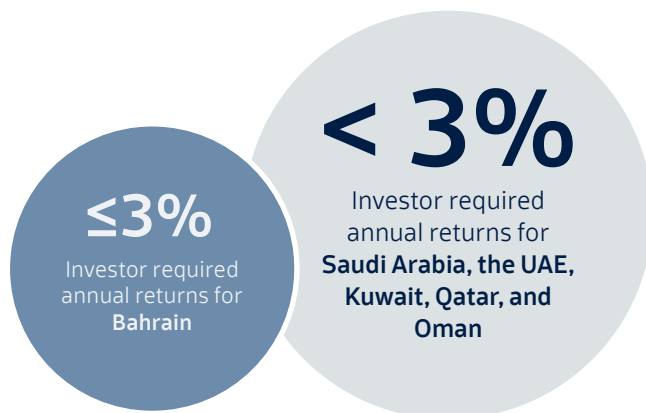 ≤3%
Investor required
annual returns for
Bahrain
< 3%
Investor required
annual returns for
Saudi Arabia, the UAE,
Kuwait, Qatar, and
Oman